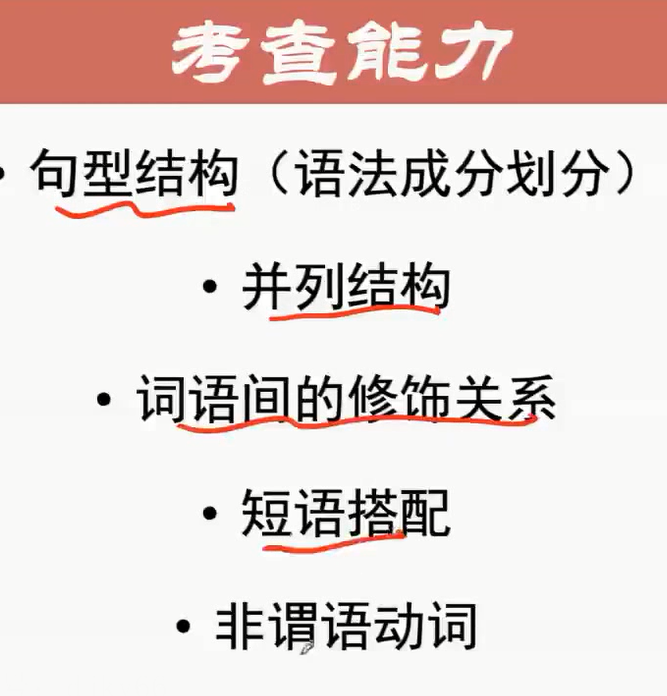 考查能力
• 句型结构（语法成分划分）
• 并列结构
• 词语间的修饰关系
• 短语搭配
• 非谓语动词